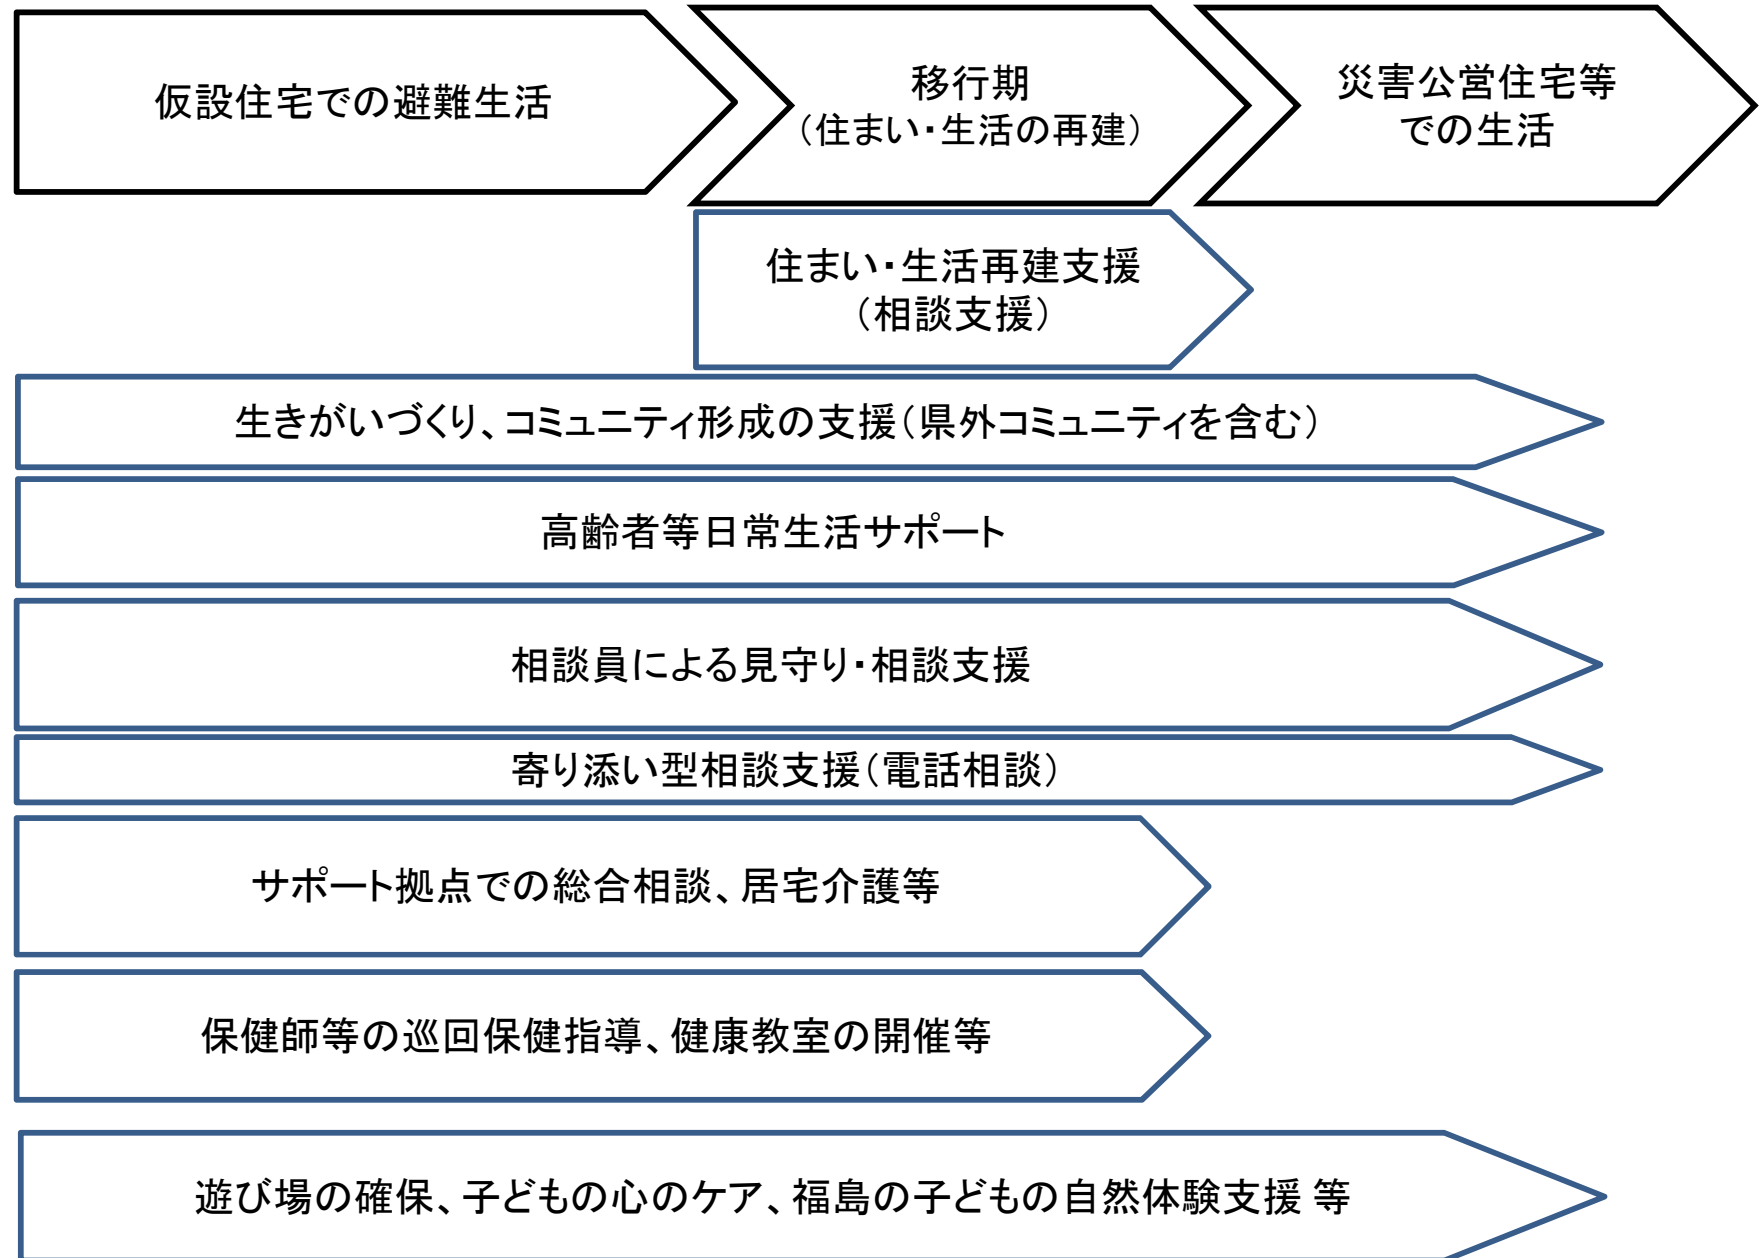 仮設住宅での避難生活
移行期
（住まい・生活の再建）
災害公営住宅等
での生活
住まい・生活再建支援
（相談支援）
生きがいづくり、コミュニティ形成の支援（県外コミュニティを含む）
高齢者等日常生活サポート
相談員による見守り・相談支援
寄り添い型相談支援（電話相談）
サポート拠点での総合相談、居宅介護等
保健師等の巡回保健指導、健康教室の開催等
遊び場の確保、子どもの心のケア、福島の子どもの自然体験支援 等